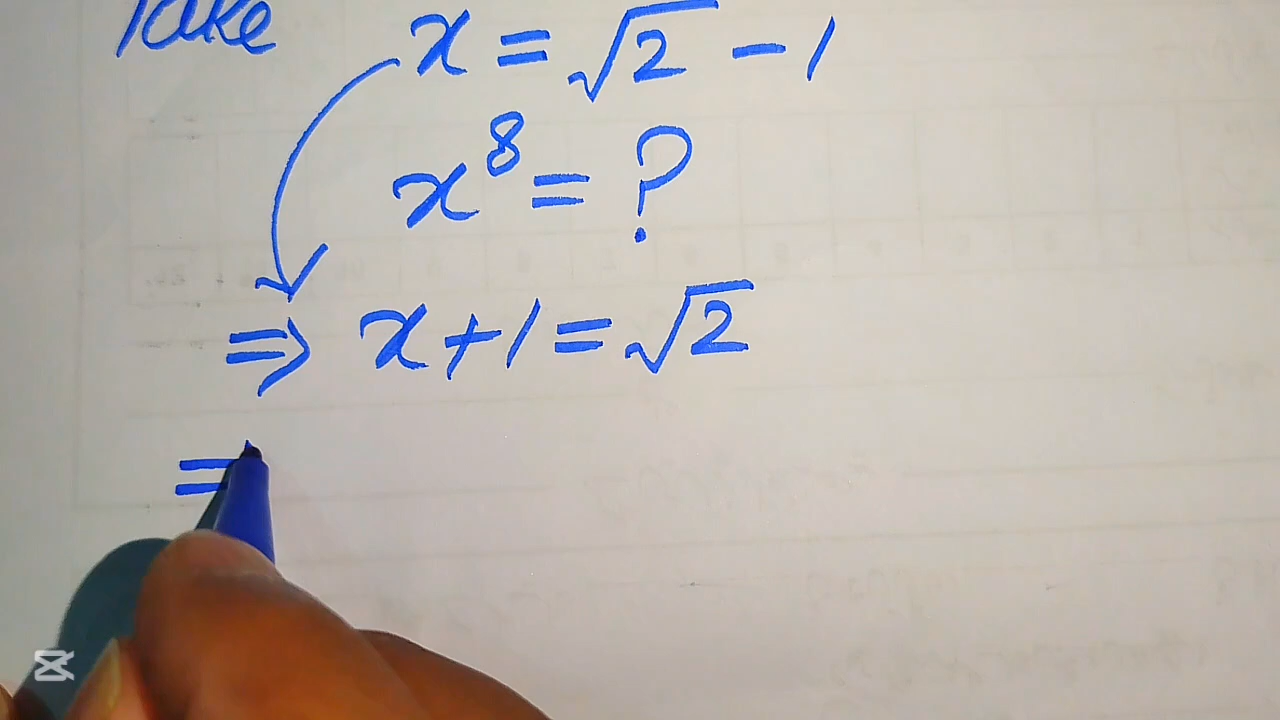 Take x = √2 - 1
x⁸ = ?
⇒ x + 1 = √2
=